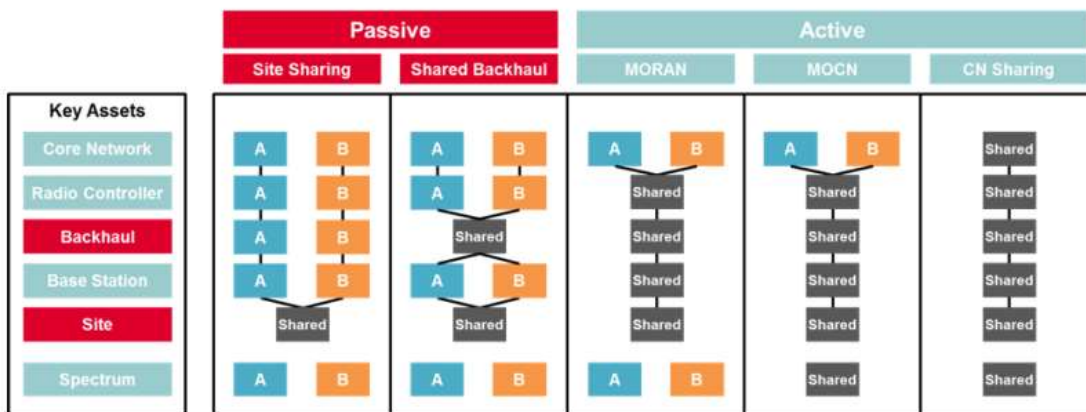 Passive Active
Site Sharing Shared Backhaul MORAN MOCN CN Sharing
Key Assets
Core Network A B A B A B A B Shared
Radio Controller A B A B Shared Shared Shared
Backhaul A B Shared Shared Shared Shared
Base Station A B A B Shared Shared Shared
Site Shared Shared Shared Shared Shared
Spectrum A B A B A B Shared Shared